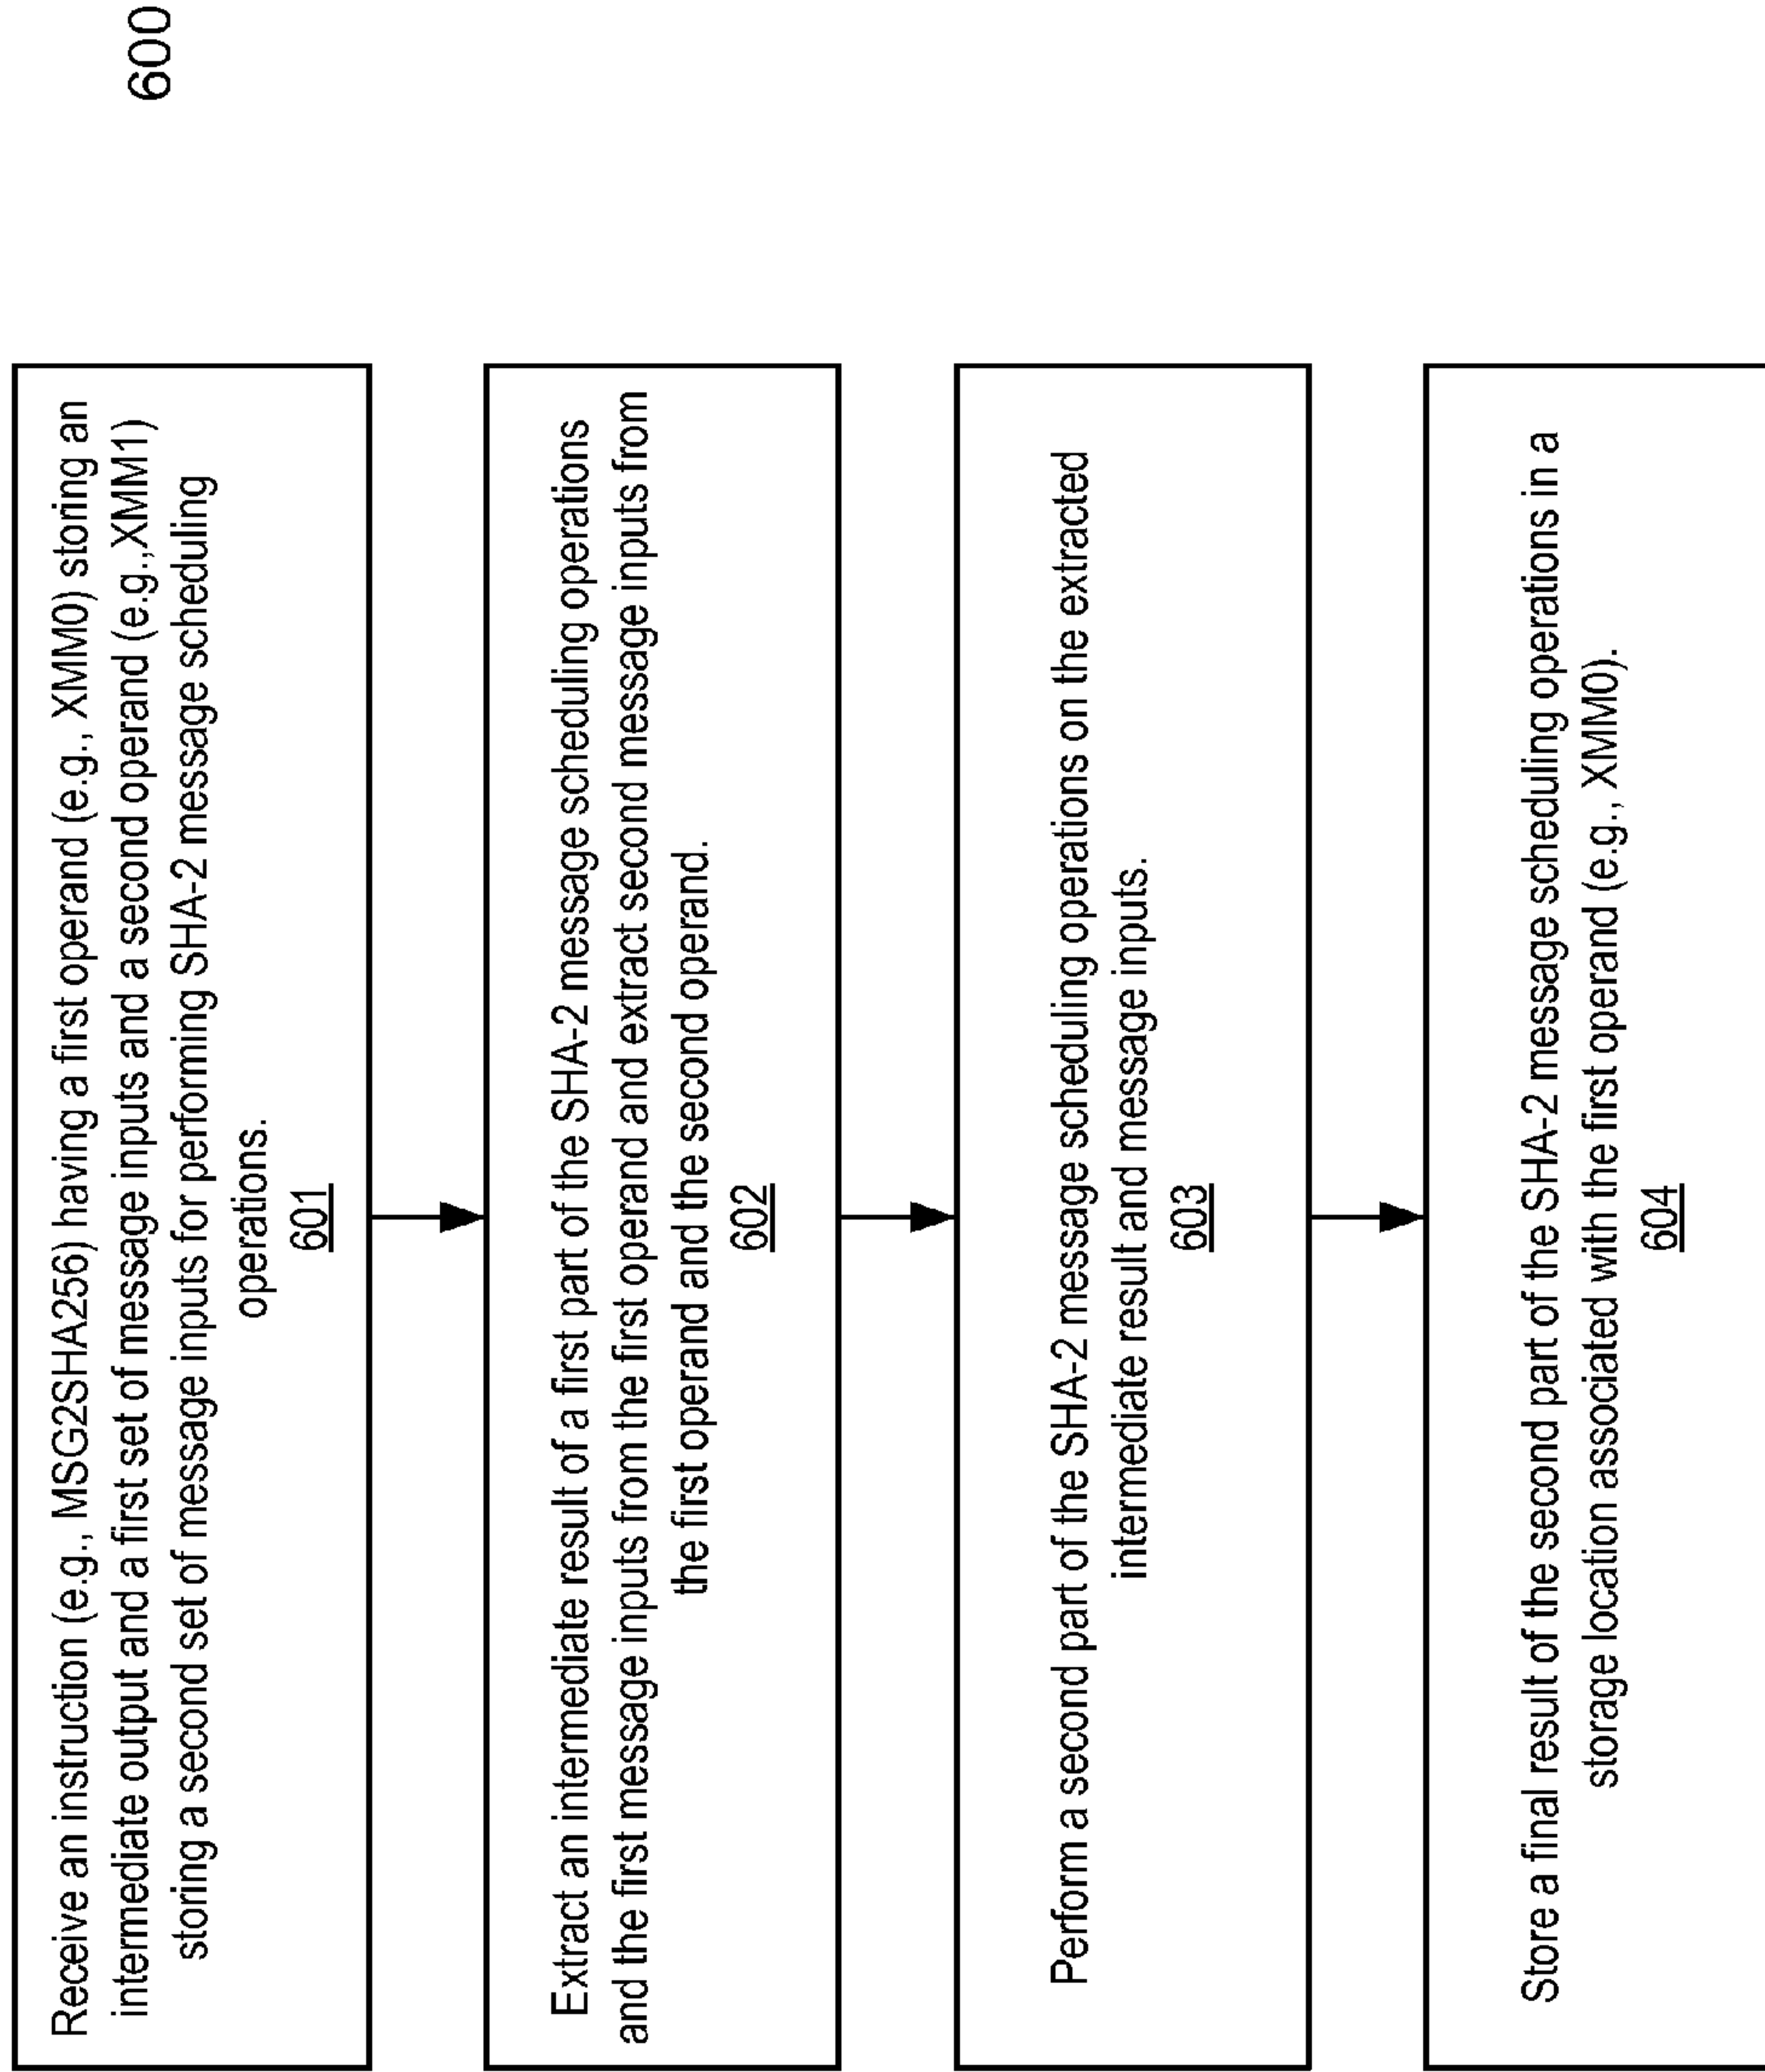 600
Receive an instruction (e.g., MSG2SHA256) having a first operand (e.g., XMM0) storing an
intermediate output and a first set of message inputs and a second operand (e.g.,XMM1)
storing a second set of message inputs for performing SHA-2 message scheduling
operations.
601
Extract an intermediate result of a first part of the SHA-2 message scheduling operations
and the first message inputs from the first operand and extract second message inputs from
the first operand and the second operand.
602
Perform a second part of the SHA-2 message scheduling operations on the extracted
intermediate result and message inputs.
603
Store a final result of the second part of the SHA-2 message scheduling operations in a
storage location associated with the first operand (e.g., XMM0).
604